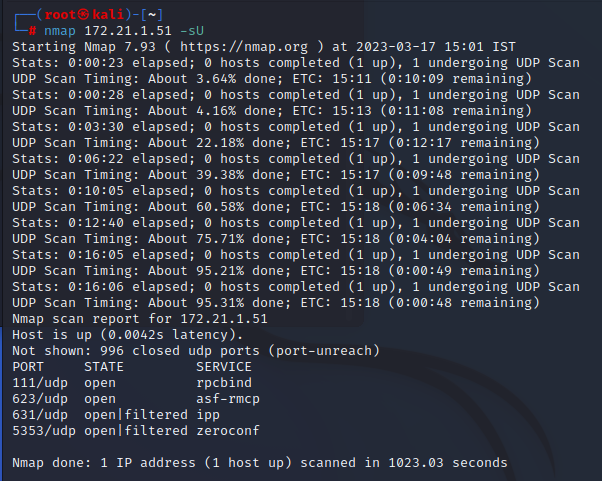 ┌──(root㉿kali)-[~]
└─# nmap 172.21.1.51 -sU
Starting Nmap 7.93 ( https://nmap.org ) at 2023-03-17 15:01 IST
Stats: 0:00:23 elapsed; 0 hosts completed (1 up), 1 undergoing UDP Scan
UDP Scan Timing: About 3.64% done; ETC: 15:11 (0:10:09 remaining)
Stats: 0:00:28 elapsed; 0 hosts completed (1 up), 1 undergoing UDP Scan
UDP Scan Timing: About 4.16% done; ETC: 15:13 (0:11:08 remaining)
Stats: 0:03:30 elapsed; 0 hosts completed (1 up), 1 undergoing UDP Scan
UDP Scan Timing: About 22.18% done; ETC: 15:17 (0:12:17 remaining)
Stats: 0:06:22 elapsed; 0 hosts completed (1 up), 1 undergoing UDP Scan
UDP Scan Timing: About 39.38% done; ETC: 15:17 (0:09:48 remaining)
Stats: 0:10:05 elapsed; 0 hosts completed (1 up), 1 undergoing UDP Scan
UDP Scan Timing: About 60.58% done; ETC: 15:18 (0:06:34 remaining)
Stats: 0:12:40 elapsed; 0 hosts completed (1 up), 1 undergoing UDP Scan
UDP Scan Timing: About 75.71% done; ETC: 15:18 (0:04:04 remaining)
Stats: 0:16:05 elapsed; 0 hosts completed (1 up), 1 undergoing UDP Scan
UDP Scan Timing: About 95.21% done; ETC: 15:18 (0:00:49 remaining)
Stats: 0:16:06 elapsed; 0 hosts completed (1 up), 1 undergoing UDP Scan
UDP Scan Timing: About 95.31% done; ETC: 15:18 (0:00:48 remaining)
Nmap scan report for 172.21.1.51
Host is up (0.0042s latency).
Not shown: 996 closed udp ports (port-unreach)
PORT     STATE         SERVICE
111/udp  open          rpcbind
623/udp  open          asf-rmcp
631/udp  open|filtered ipp
5353/udp open|filtered zeroconf
Nmap done: 1 IP address (1 host up) scanned in 1023.03 seconds